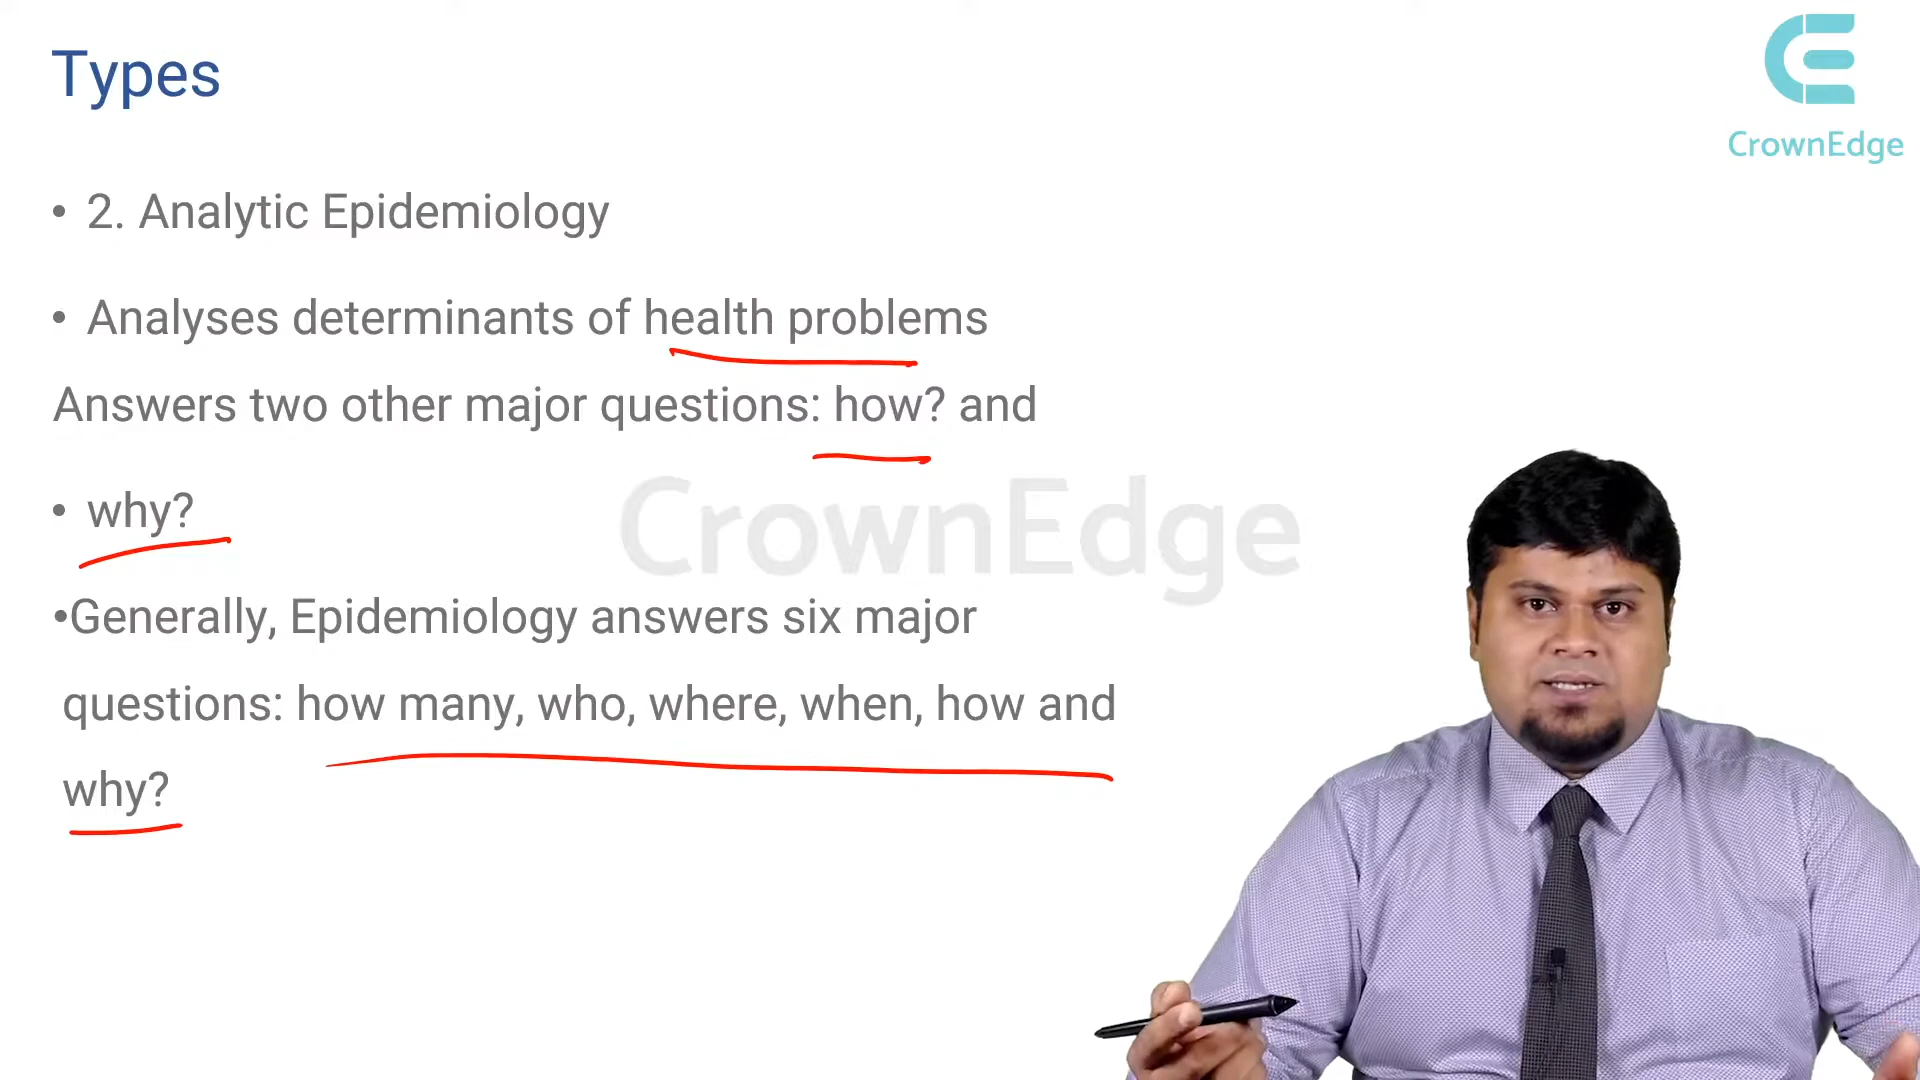 Types
CrownEdge
• 2. Analytic Epidemiology
• Analyses determinants of health problems
Answers two other major questions: how? and
• why?
CrownEdge
•Generally, Epidemiology answers six major
questions: how many, who, where, when, how and
why?